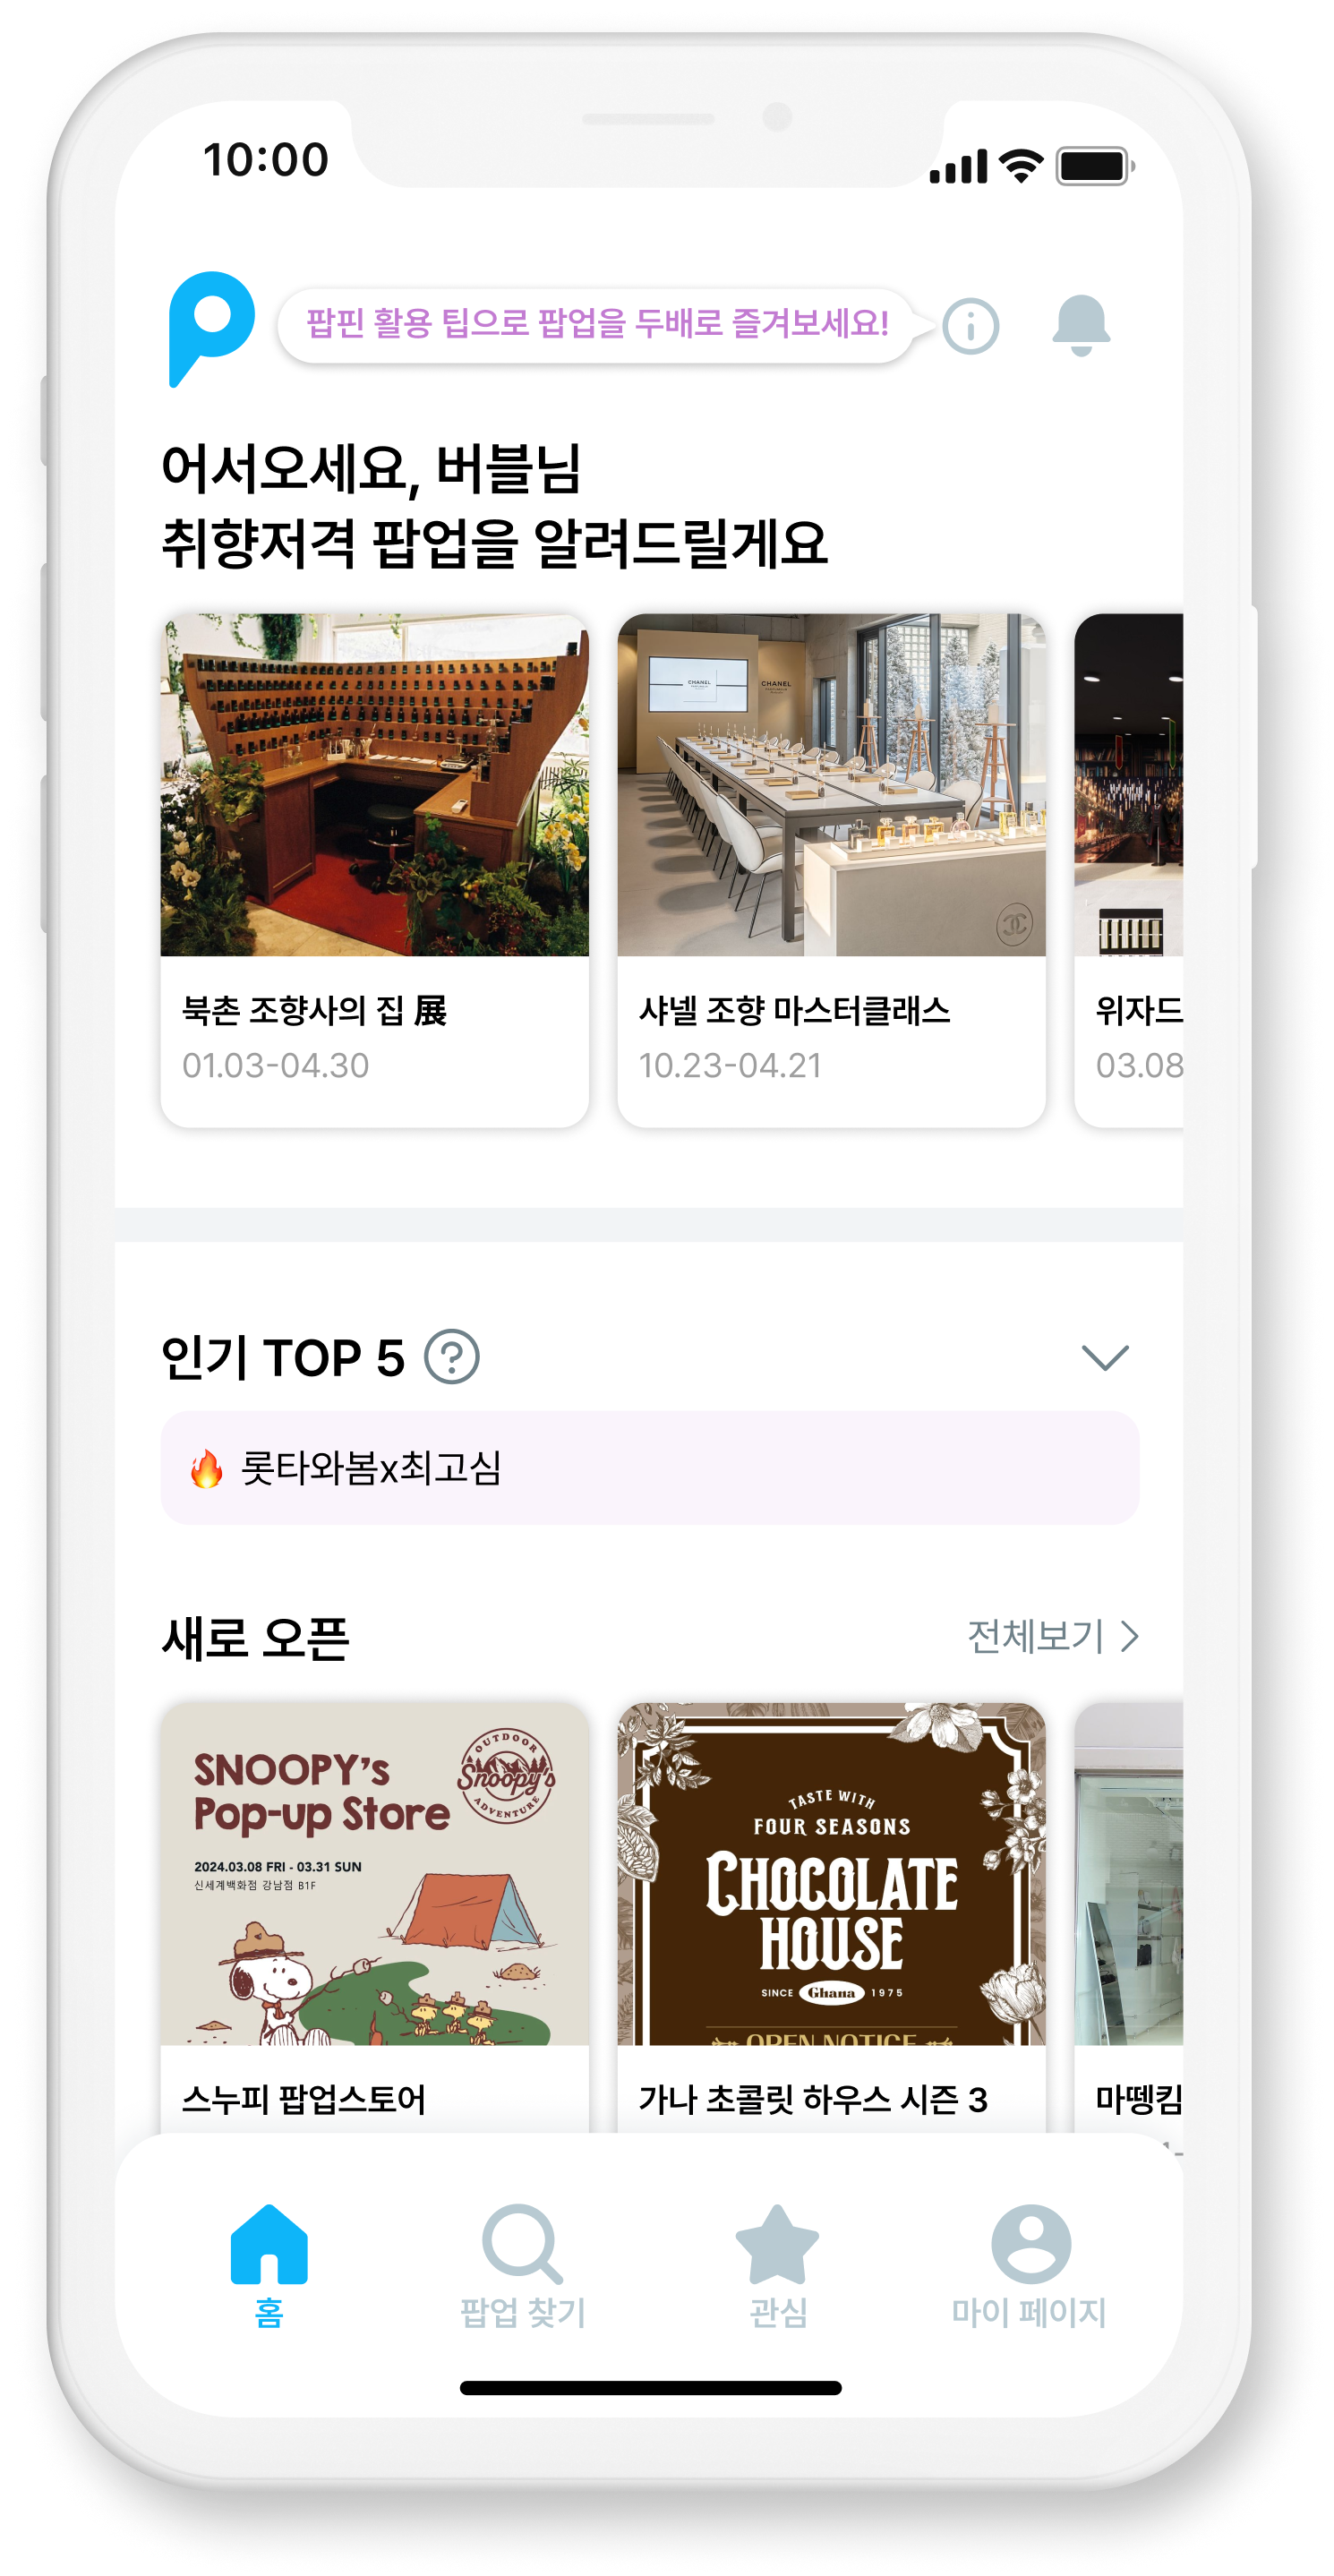 10:00
팝핀 활용 팁으로 팝업을 두배로 즐겨보세요!
어서오세요, 버블님
취향저격 팝업을 알려드릴게요
CHANEL
CHANEL
북촌 조향사의 집 展
01.03-04.30
샤넬 조향 마스터클래스
10.23-04.21
위자드
03.08
인기 TOP 5
롯타와봄x최고심
새로 오픈
전체보기
SNOOPY's
Pop-up Store
OUTDOOR
Snoopy's
ADVENTURE
2024.03.08 FRI - 03.31 SUN
신세계백화점 강남점 B1F
TASTE WITH
FOUR SEASONS
CHOCOLATE
HOUSE
SINCE Ghana 1975
OPEN NOTICE
스누피 팝업스토어
가나 초콜릿 하우스 시즌 3
마뗑킴
홈
팝업 찾기
관심
마이 페이지